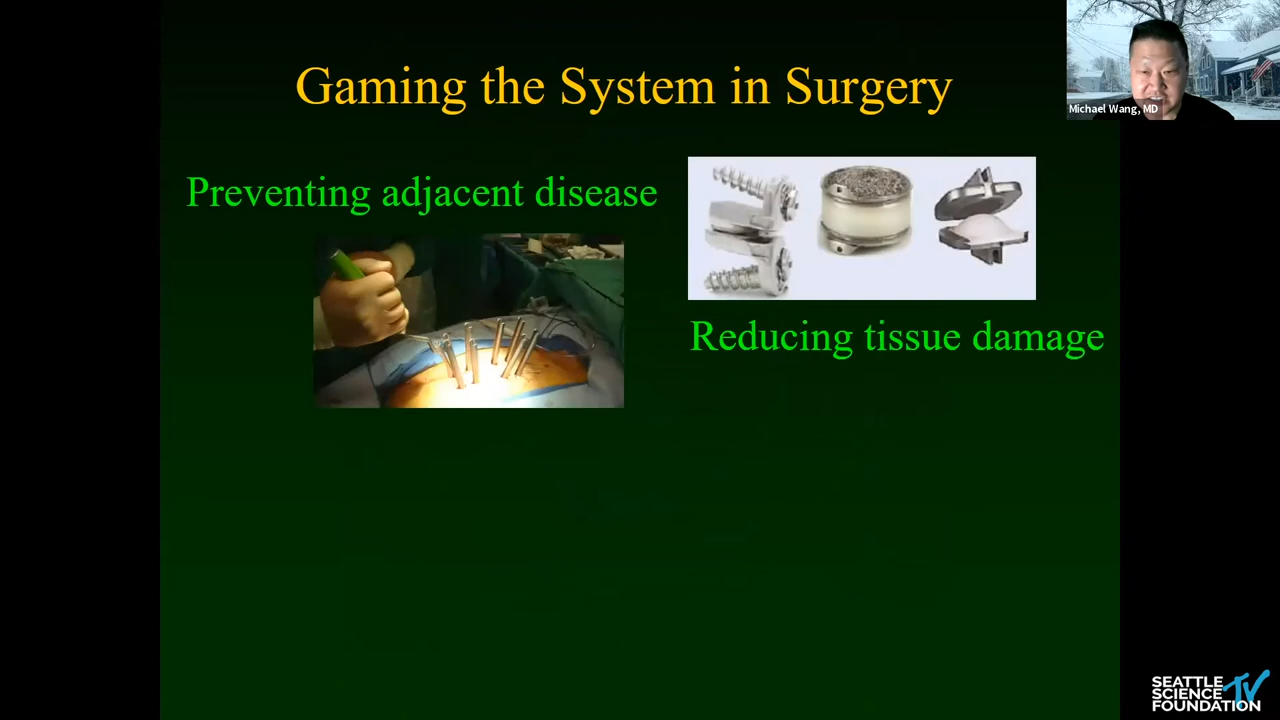 Gaming the System in Surgery
Michael Wang, MD
Preventing adjacent disease
Reducing tissue damage
SEATTLE
SCIENCE
FOUNDATION
TV